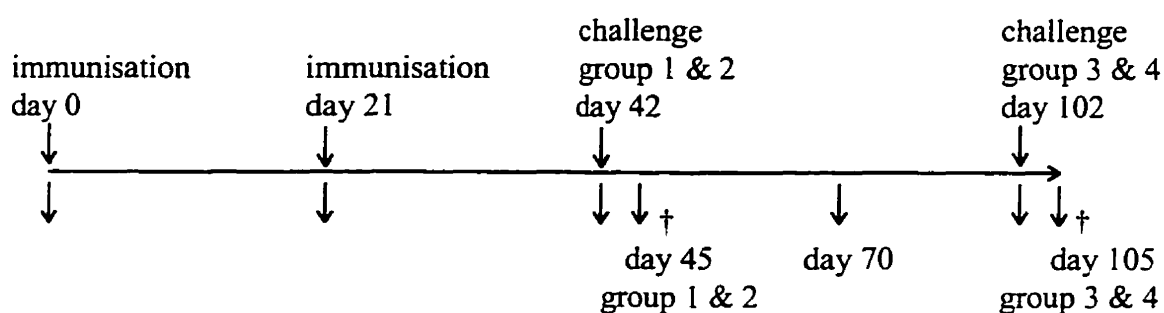 immunisation
day 0
immunisation
day 21
challenge
group 1 & 2
day 42
challenge
group 3 & 4
day 102
†
day 45
group 1 & 2
day 70
†
day 105
group 3 & 4